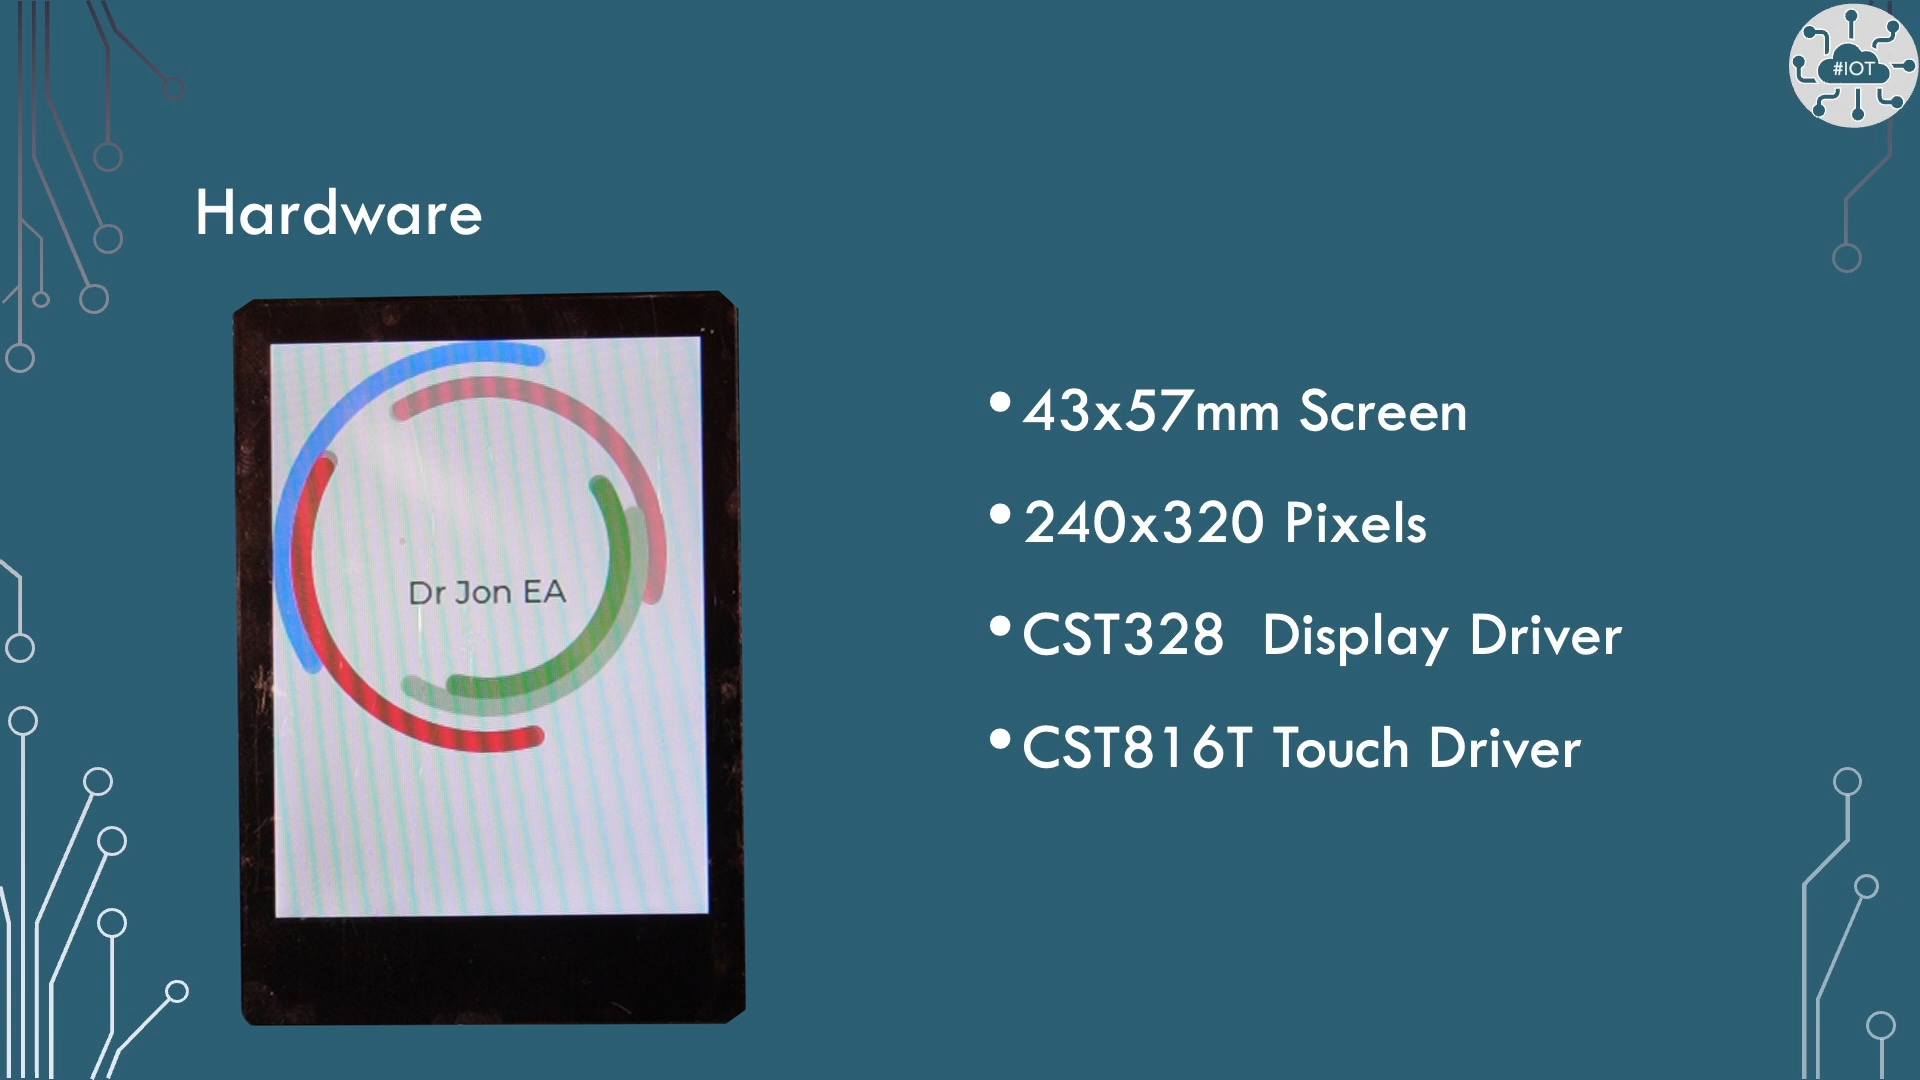 #IOT
Hardware
Dr Jon EA
• 43x57mm Screen
• 240x320 Pixels
• CST328  Display Driver
• CST816T Touch Driver